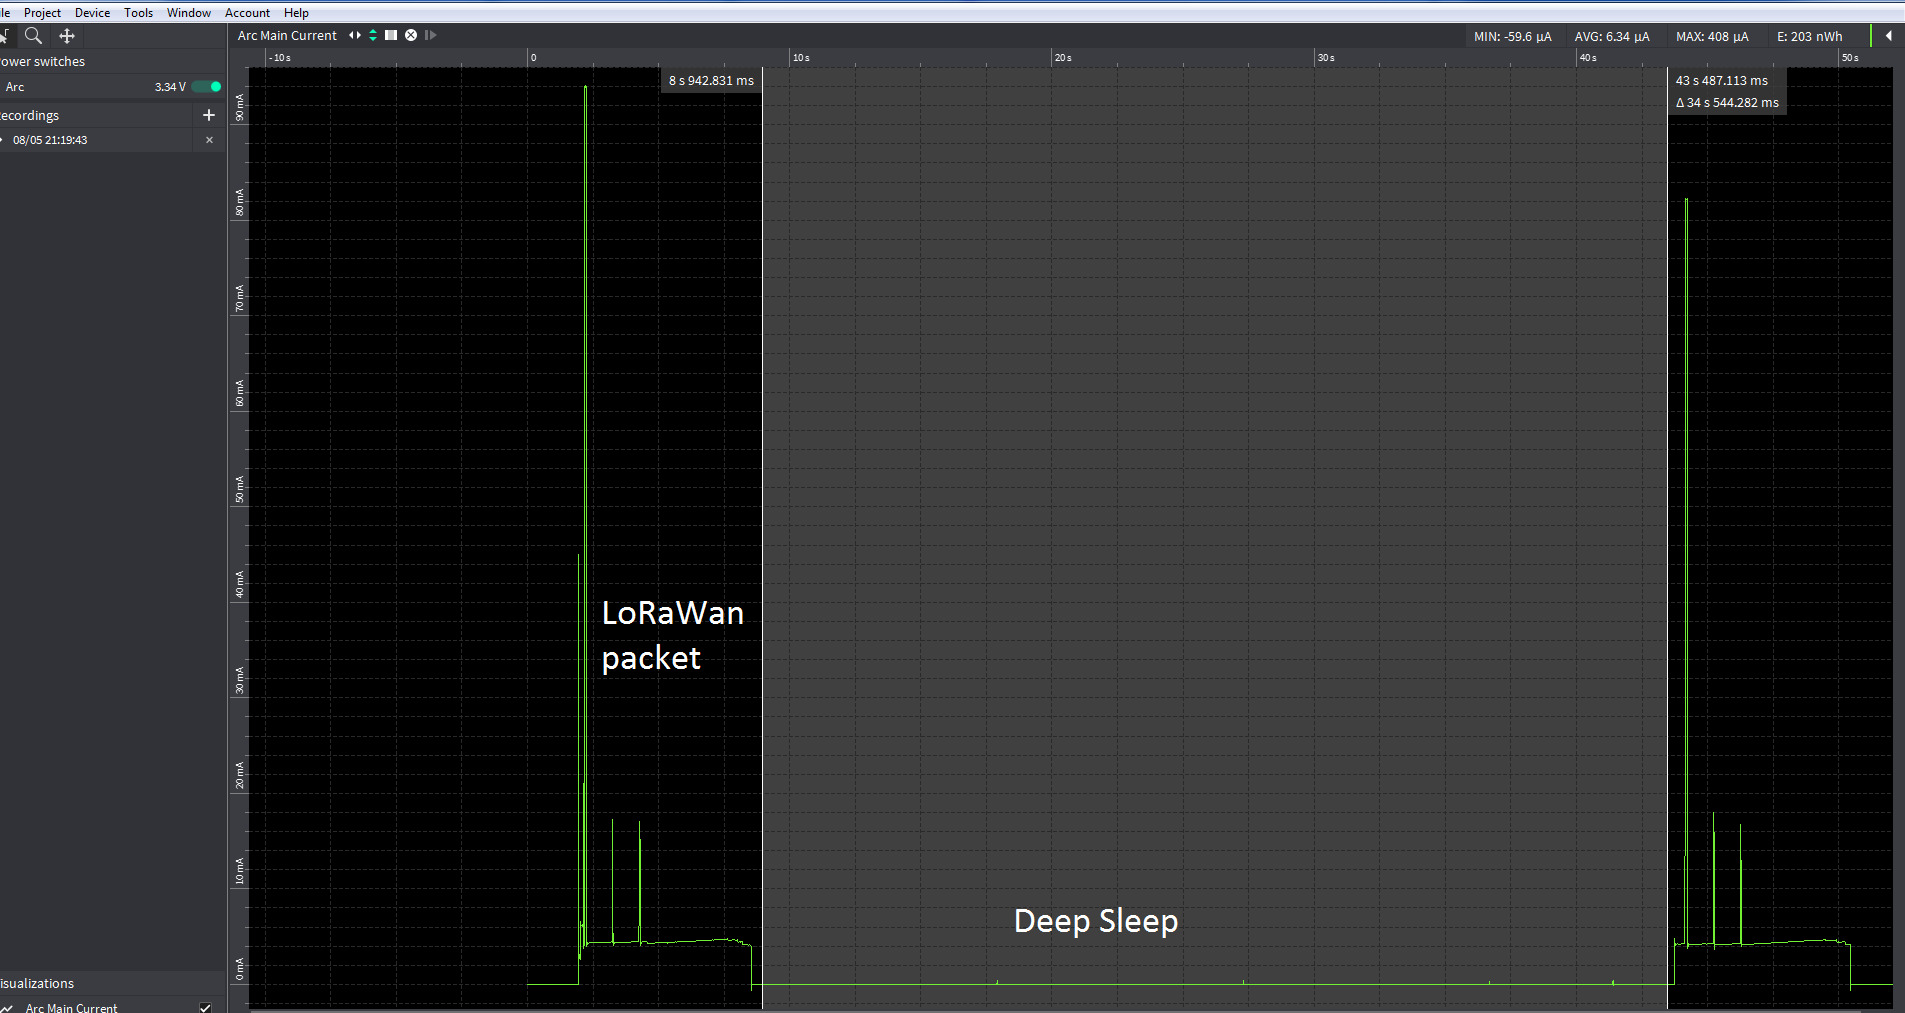 le Project Device Tools Window Account Help
Arc Main Current
MIN: -59.6 µA AVG: 6.34 µA MAX: 408 µA E: 203 nWh
ower switches
Arc 3.34 V
ecordings +
08/05 21:19:43 ×
-10 s 0 10 s 20 s 30 s 40 s 50 s
8 s 942.831 ms
43 s 487.113 ms
Δ 34 s 544.282 ms
90 mA
80 mA
70 mA
60 mA
50 mA
40 mA
30 mA
20 mA
10 mA
0 mA
LoRaWan
packet
Deep Sleep
isualizations
Arc Main Current